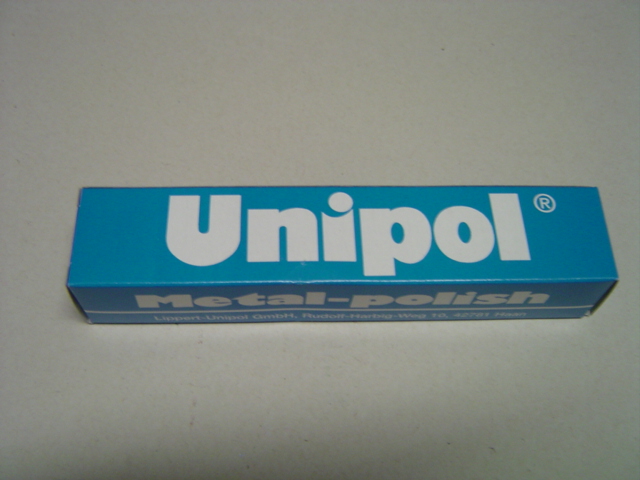 Unipol®
Metal-polish
Lippert-Unipol GmbH, Rudolf-Harbig-Weg 10, 42781 Haan